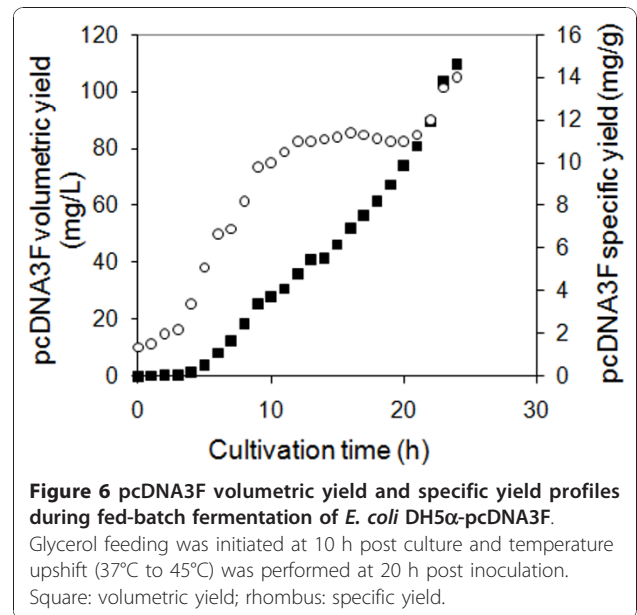 120
100
80
60
40
20
0
pcDNA3F volumetric yield
(mg/L)
16
14
12
10
8
6
4
2
0
pcDNA3F specific yield (mg/g)
0
10
20
30
Cultivation time (h)
Figure 6 pcDNA3F volumetric yield and specific yield profiles
during fed-batch fermentation of E. coli DH5α-pcDNA3F.
Glycerol feeding was initiated at 10 h post culture and temperature
upshift (37°C to 45°C) was performed at 20 h post inoculation.
Square: volumetric yield; rhombus: specific yield.